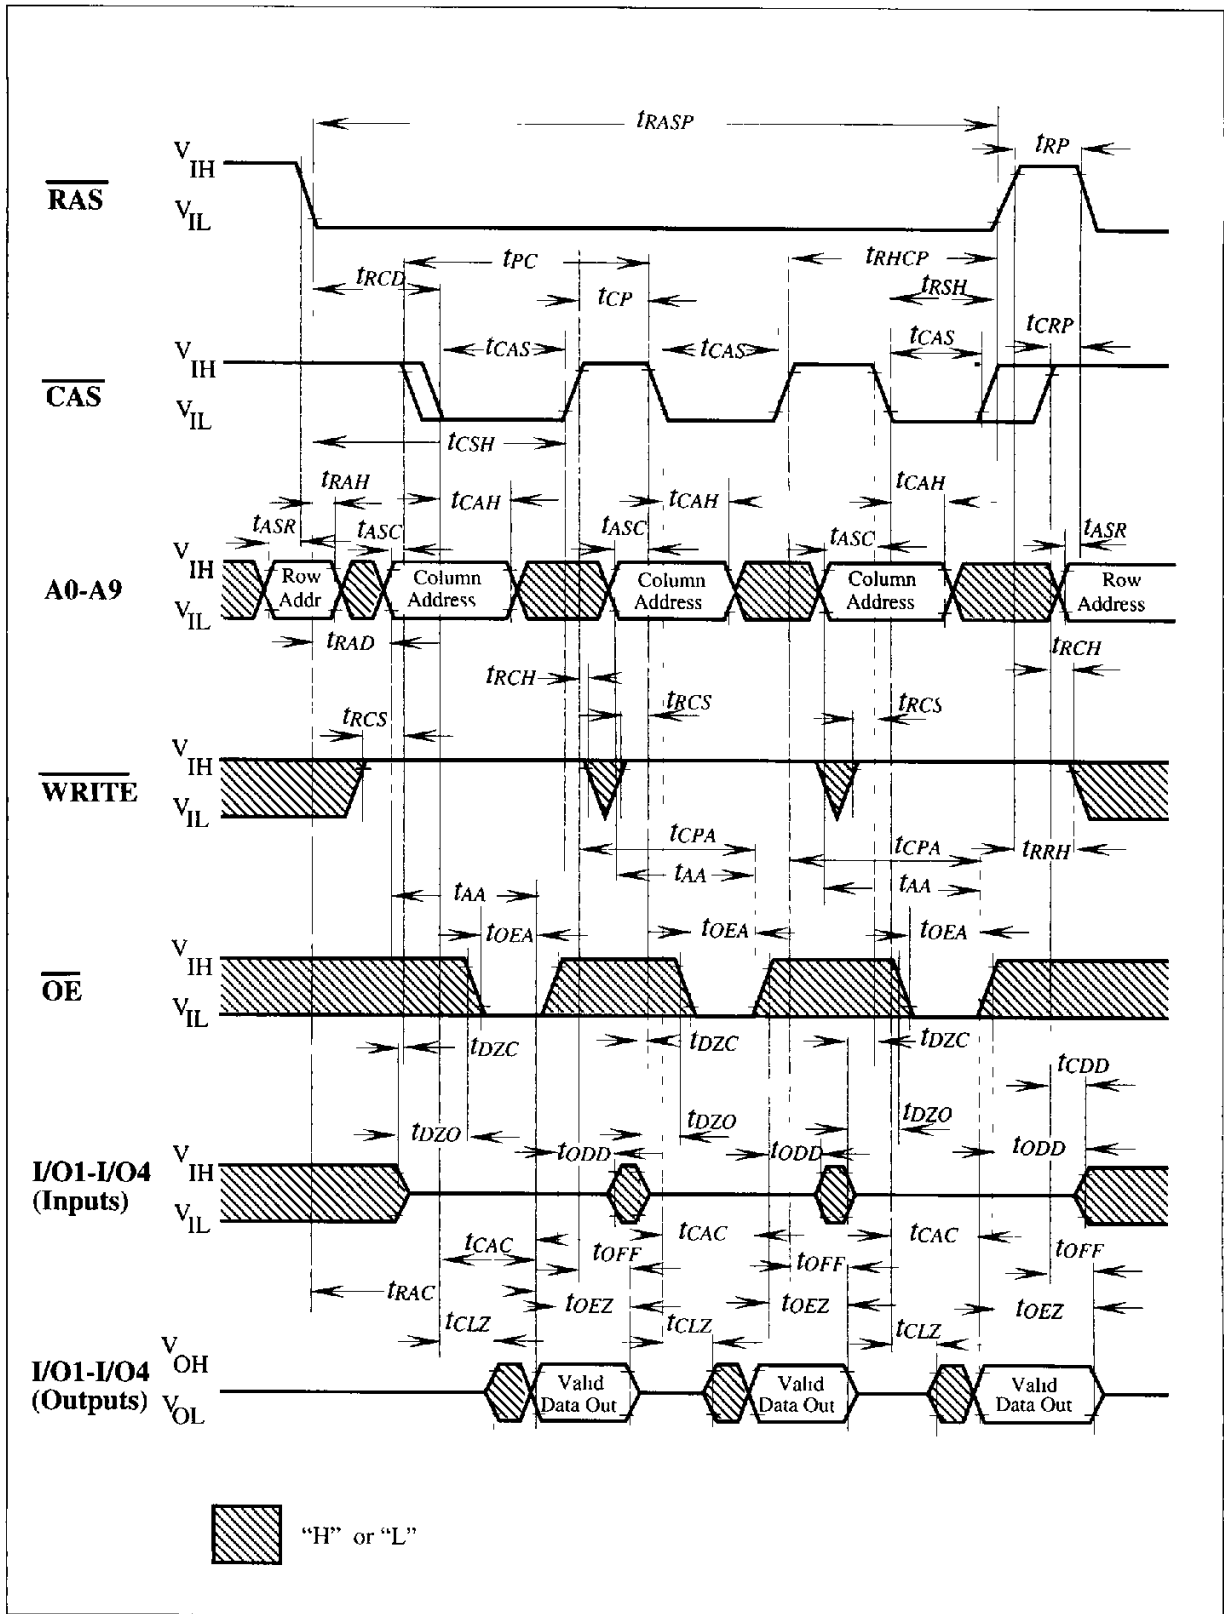 tRASP
tRP
VIH
RAS
VIL
tPC
tRHCP
tRCD
tCP
tRSH
tCRP
tCAS
tCAS
tCAS
VIH
CAS
VIL
tCSH
tRAH
tCAH
tCAH
tCAH
tASR
tASC
tASC
tASC
tASR
VIH
A0-A9
VIL
Row Addr
Column Address
Column Address
Column Address
Row Address
tRAD
tRCH
tRCH
tRCS
tRCS
tRCS
VIH
WRITE
VIL
tCPA
tCPA
tRRH
tAA
tAA
tAA
tOEA
tOEA
tOEA
VIH
OE
VIL
tDZC
tDZC
tDZC
tCDD
tDZO
tDZO
tDZO
tODD
tODD
tODD
VIH
I/O1-I/O4
(Inputs)
VIL
tCAC
tCAC
tCAC
tOFF
tOFF
tOFF
tRAC
tOEZ
tOEZ
tOEZ
tCLZ
tCLZ
tCLZ
VOH
I/O1-I/O4
(Outputs)
VOL
Valid Data Out
Valid Data Out
Valid Data Out
“H” or “L”